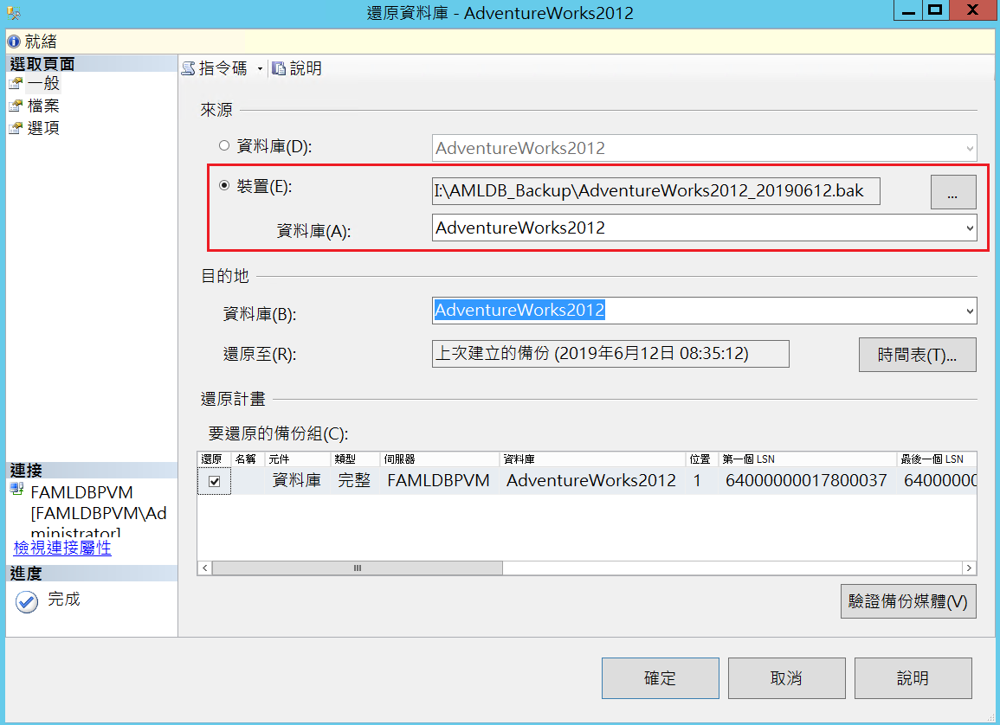 還原資料庫 - AdventureWorks2012
就緒
選取頁面
一般
檔案
選項
指令碼
說明
來源
資料庫(D):
AdventureWorks2012
裝置(E):
I:\AMLDB_Backup\AdventureWorks2012_20190612.bak
...
資料庫(A):
AdventureWorks2012
目的地
資料庫(B):
AdventureWorks2012
還原至(R):
上次建立的備份 (2019年6月12日 08:35:12)
時間表(T)...
還原計畫
要還原的備份組(C):
還原 名稱 元件 類型 伺服器 資料庫 位置 第一個 LSN 最後一個 LSN
資料庫 完整 FAMLDBPVM AdventureWorks2012 1 64000000017800037 64000000
連接
FAMLDBPVM
[FAMLDBPVM\Ad
ministrator]
檢視連接屬性
進度
完成
驗證備份媒體(V)
確定
取消
說明